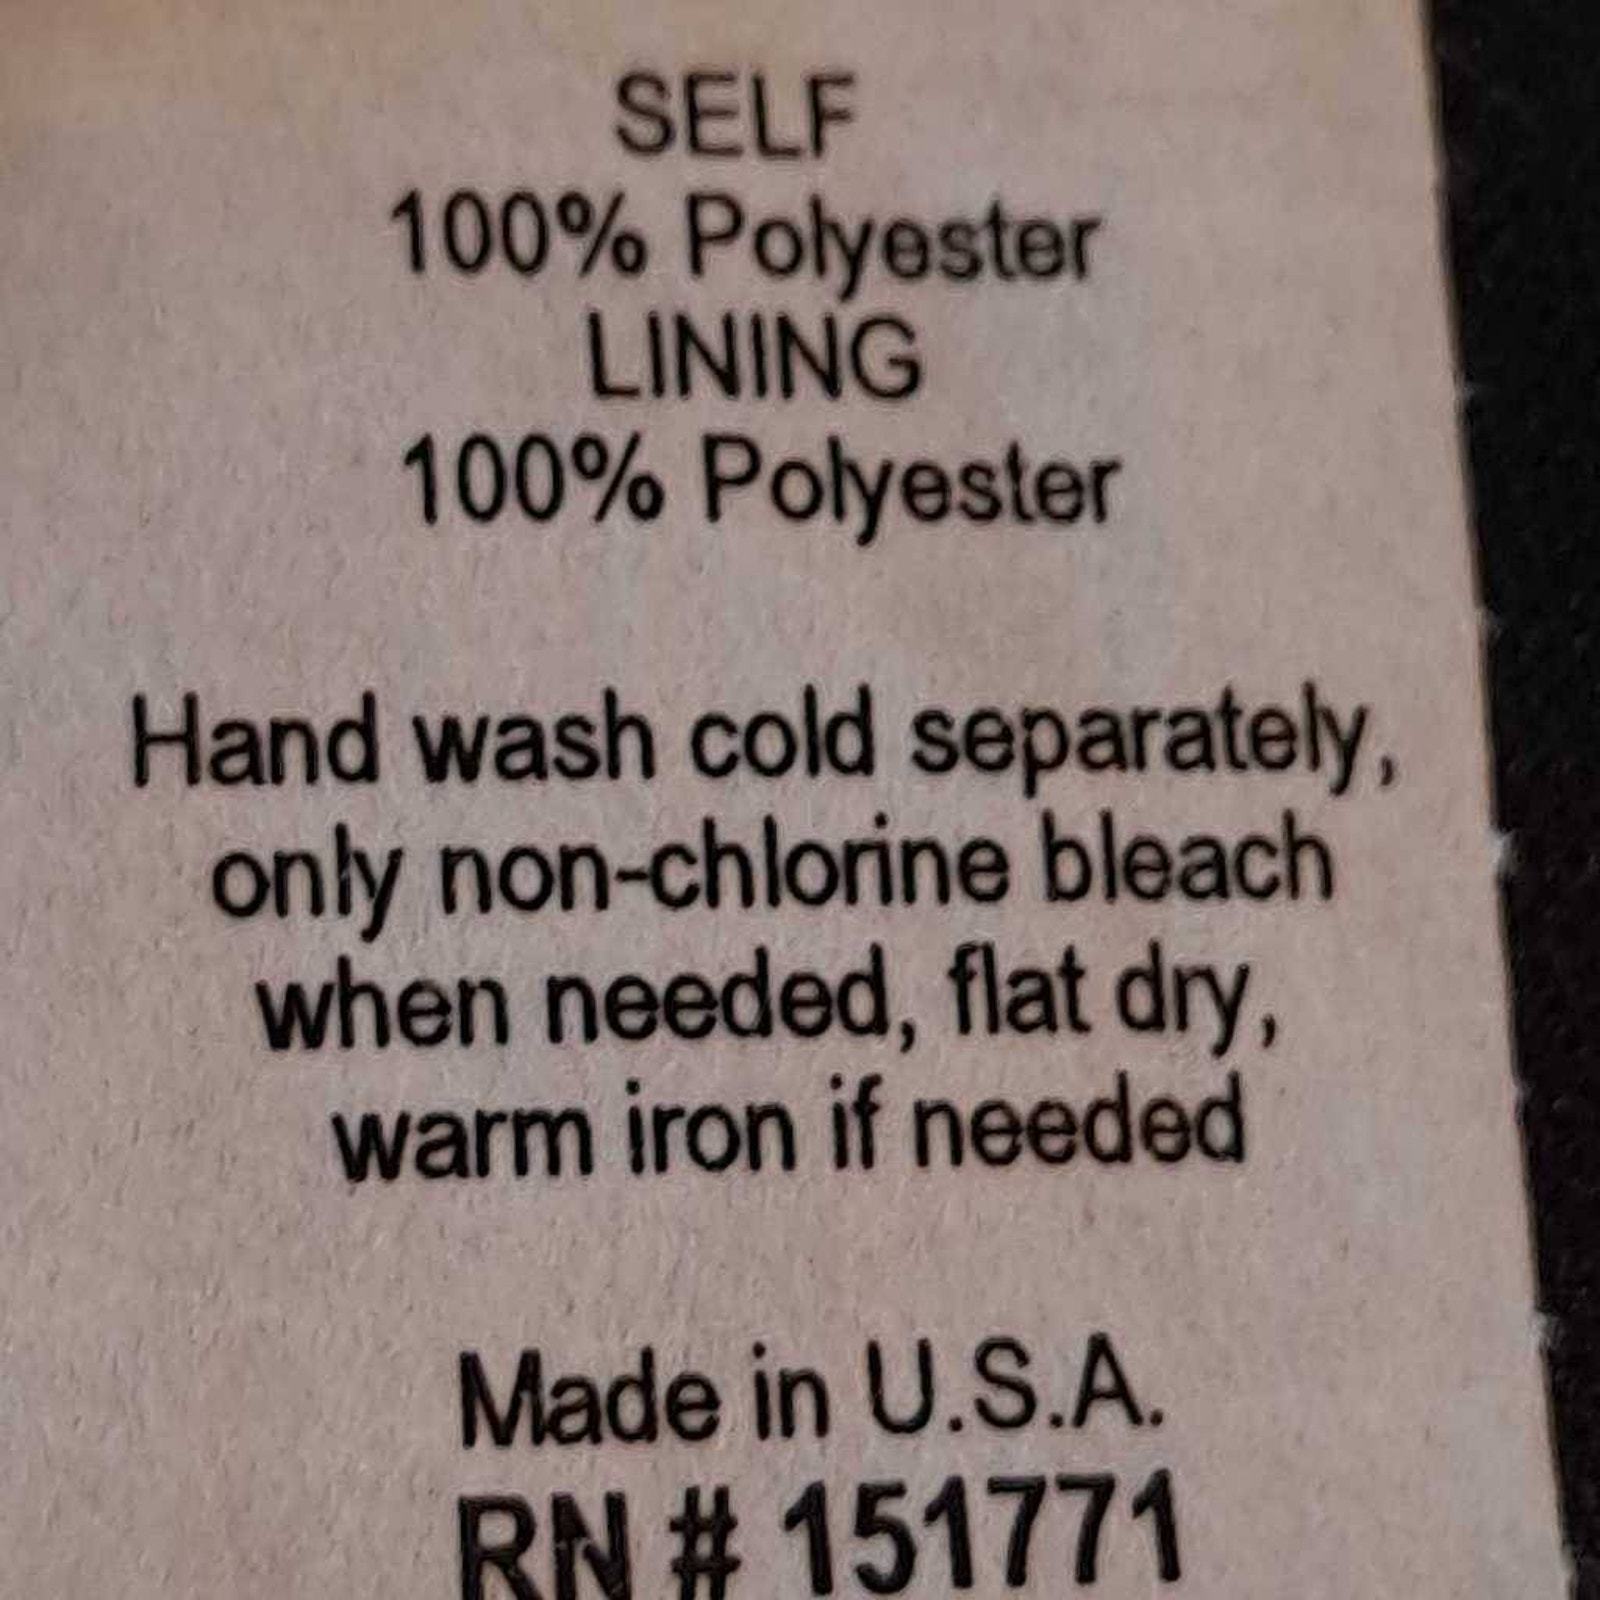 SELF
100% Polyester
LINING
100% Polyester
Hand wash cold separately,
only non-chlorine bleach
when needed, flat dry,
warm iron if needed
Made in U.S.A.
RN # 151771